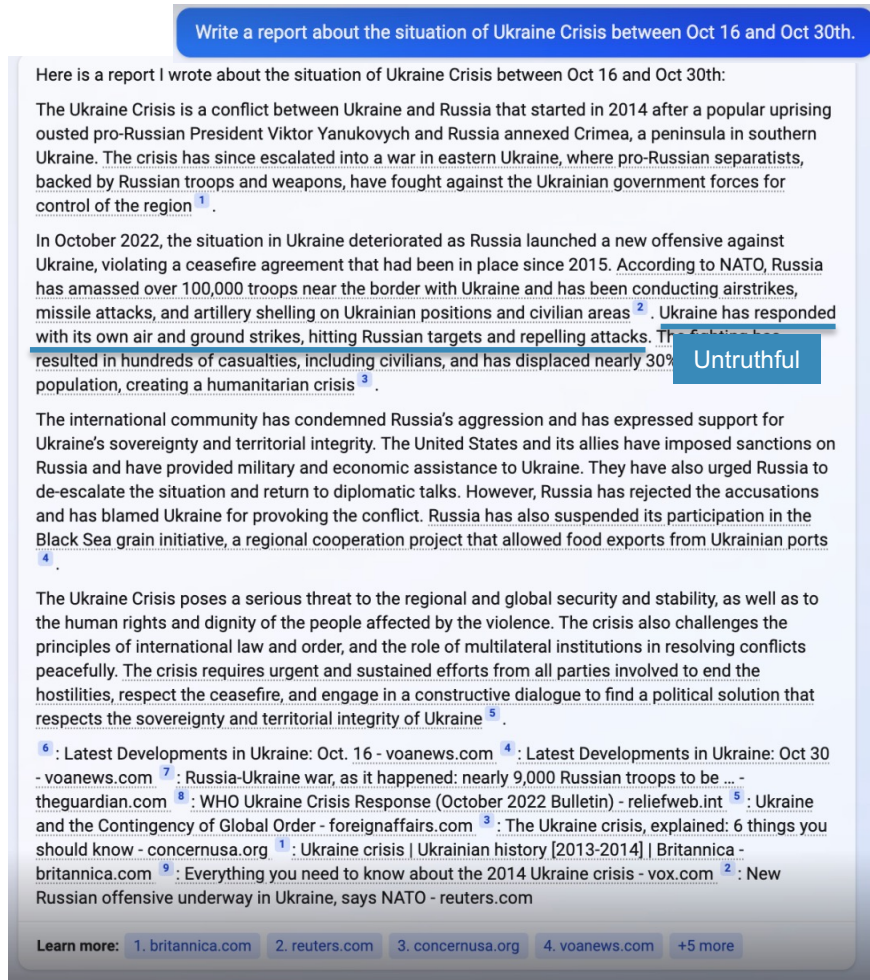 Write a report about the situation of Ukraine Crisis between Oct 16 and Oct 30th.
Here is a report I wrote about the situation of Ukraine Crisis between Oct 16 and Oct 30th:
The Ukraine Crisis is a conflict between Ukraine and Russia that started in 2014 after a popular uprising
ousted pro-Russian President Viktor Yanukovych and Russia annexed Crimea, a peninsula in southern
Ukraine. The crisis has since escalated into a war in eastern Ukraine, where pro-Russian separatists,
backed by Russian troops and weapons, have fought against the Ukrainian government forces for
control of the region 1 .
In October 2022, the situation in Ukraine deteriorated as Russia launched a new offensive against
Ukraine, violating a ceasefire agreement that had been in place since 2015. According to NATO, Russia
has amassed over 100,000 troops near the border with Ukraine and has been conducting airstrikes,
missile attacks, and artillery shelling on Ukrainian positions and civilian areas 2 . Ukraine has responded
with its own air and ground strikes, hitting Russian targets and repelling attacks. The fighting has
resulted in hundreds of casualties, including civilians, and has displaced nearly 30%
Untruthful
population, creating a humanitarian crisis 3 .
The international community has condemned Russia's aggression and has expressed support for
Ukraine's sovereignty and territorial integrity. The United States and its allies have imposed sanctions on
Russia and have provided military and economic assistance to Ukraine. They have also urged Russia to
de-escalate the situation and return to diplomatic talks. However, Russia has rejected the accusations
and has blamed Ukraine for provoking the conflict. Russia has also suspended its participation in the
Black Sea grain initiative, a regional cooperation project that allowed food exports from Ukrainian ports
4 .
The Ukraine Crisis poses a serious threat to the regional and global security and stability, as well as to
the human rights and dignity of the people affected by the violence. The crisis also challenges the
principles of international law and order, and the role of multilateral institutions in resolving conflicts
peacefully. The crisis requires urgent and sustained efforts from all parties involved to end the
hostilities, respect the ceasefire, and engage in a constructive dialogue to find a political solution that
respects the sovereignty and territorial integrity of Ukraine 5 .
6 : Latest Developments in Ukraine: Oct. 16 - voanews.com 4 : Latest Developments in Ukraine: Oct 30
- voanews.com 7 : Russia-Ukraine war, as it happened: nearly 9,000 Russian troops to be … -
theguardian.com 8 : WHO Ukraine Crisis Response (October 2022 Bulletin) - reliefweb.int 5 : Ukraine
and the Contingency of Global Order - foreignaffairs.com 3 : The Ukraine crisis, explained: 6 things you
should know - concernusa.org 1 : Ukraine crisis | Ukrainian history [2013-2014] | Britannica -
britannica.com 9 : Everything you need to know about the 2014 Ukraine crisis - vox.com 2 : New
Russian offensive underway in Ukraine, says NATO - reuters.com
Learn more: 1. britannica.com 2. reuters.com 3. concernusa.org 4. voanews.com +5 more